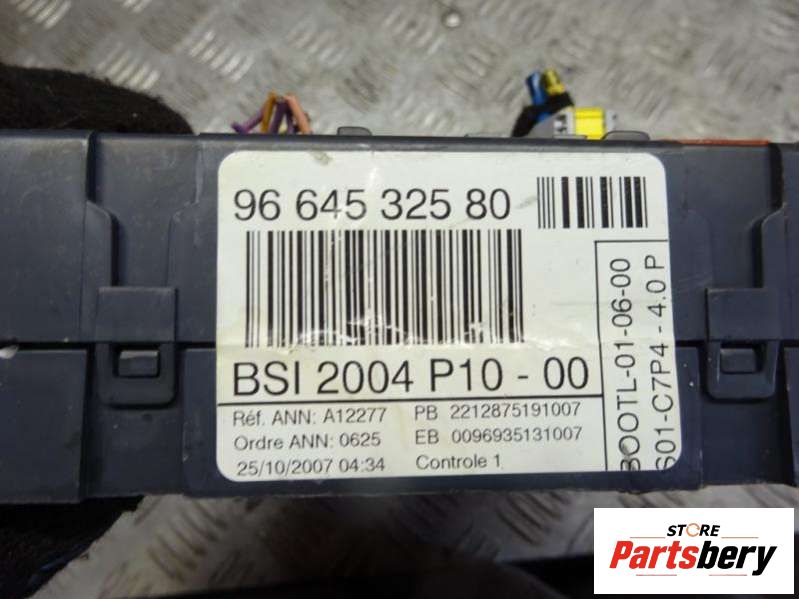 96 645 325 80
BSI 2004 P10 - 00
Réf. ANN: A12277 PB 2212875191007
Ordre ANN: 0625 EB 0096935131007
25/10/2007 04:34 Controle 1
BOOTL-01-06-00
S01-C7P4 - 4.0 P
STORE
Partsbery